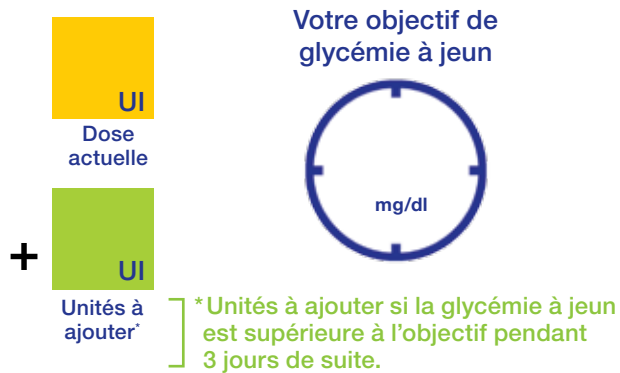 UI
Dose
actuelle
+
UI
Unités à
ajouter*
Votre objectif de
glycémie à jeun
mg/dl
*Unités à ajouter si la glycémie à jeun
est supérieure à l’objectif pendant
3 jours de suite.